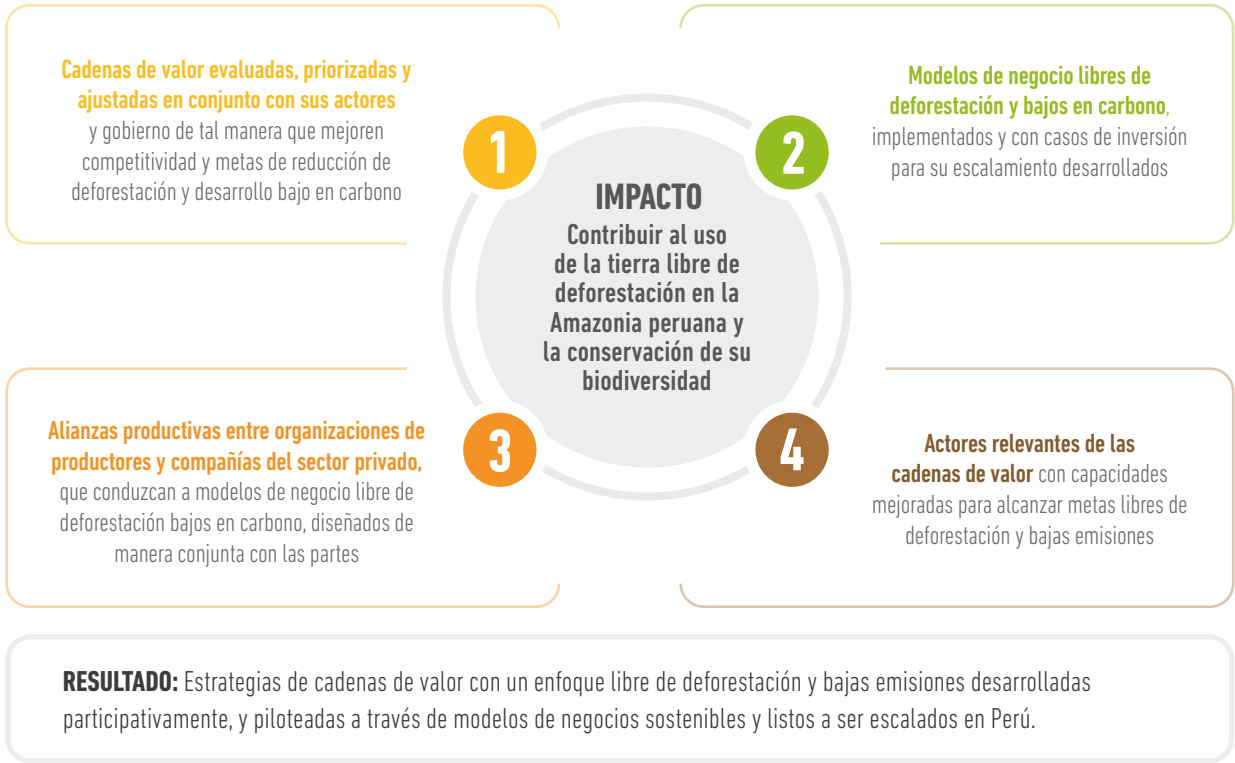 Cadenas de valor evaluadas, priorizadas y
ajustadas en conjunto con sus actores
y gobierno de tal manera que mejoren
competitividad y metas de reducción de
deforestación y desarrollo bajo en carbono
1
2
Modelos de negocio libres de
deforestación y bajos en carbono,
implementados y con casos de inversión
para su escalamiento desarrollados
IMPACTO
Contribuir al uso
de la tierra libre de
deforestación en la
Amazonia peruana y
la conservación de su
biodiversidad
Alianzas productivas entre organizaciones de
productores y compañías del sector privado,
que conduzcan a modelos de negocio libre de
deforestación bajos en carbono, diseñados de
manera conjunta con las partes
3
4
Actores relevantes de las
cadenas de valor con capacidades
mejoradas para alcanzar metas libres de
deforestación y bajas emisiones
RESULTADO: Estrategias de cadenas de valor con un enfoque libre de deforestación y bajas emisiones desarrolladas
participativamente, y piloteadas a través de modelos de negocios sostenibles y listos a ser escalados en Perú.